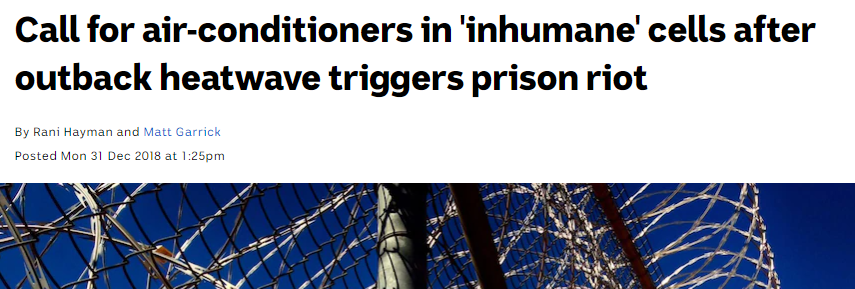 Call for air-conditioners in 'inhumane' cells after
outback heatwave triggers prison riot
By Rani Hayman and Matt Garrick
Posted Mon 31 Dec 2018 at 1:25pm